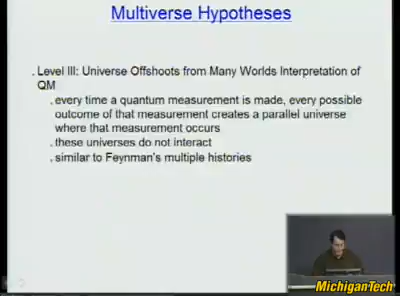 Multiverse Hypotheses
. Level III: Universe Offshoots from Many Worlds Interpretation of
QM
. every time a quantum measurement is made, every possible
outcome of that measurement creates a parallel universe
where that measurement occurs
. these universes do not interact
. similar to Feynman's multiple histories
MichiganTech